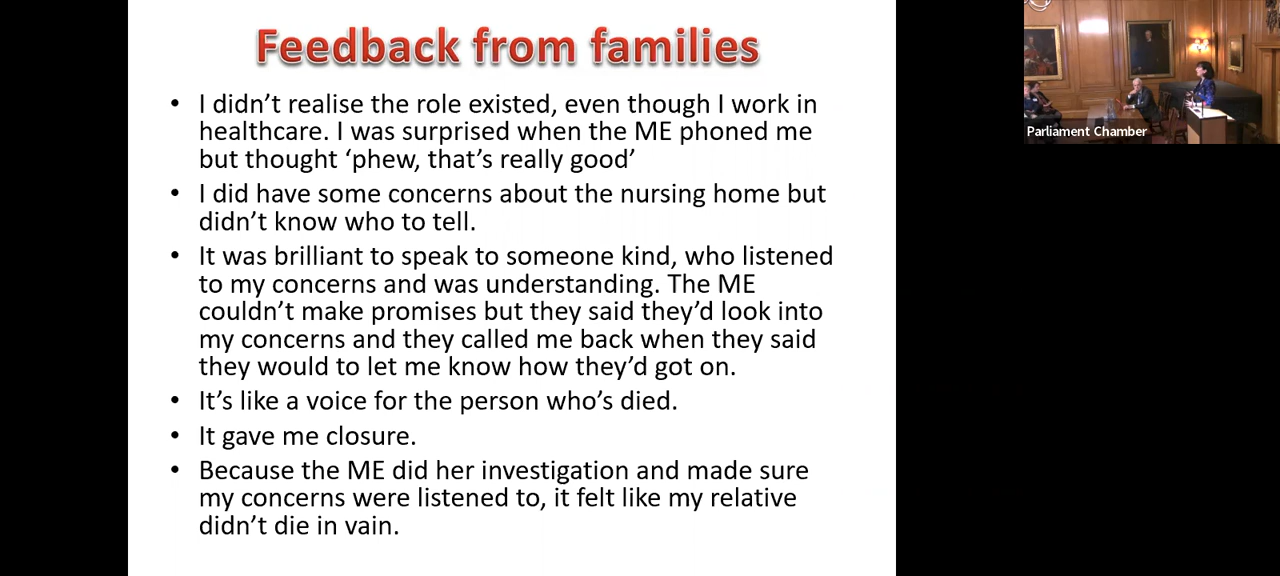 Feedback from families
• I didn’t realise the role existed, even though I work in
healthcare. I was surprised when the ME phoned me
but thought ‘phew, that’s really good’
• I did have some concerns about the nursing home but
didn’t know who to tell.
• It was brilliant to speak to someone kind, who listened
to my concerns and was understanding. The ME
couldn’t make promises but they said they’d look into
my concerns and they called me back when they said
they would to let me know how they’d got on.
• It’s like a voice for the person who’s died.
• It gave me closure.
• Because the ME did her investigation and made sure
my concerns were listened to, it felt like my relative
didn’t die in vain.
Parliament Chamber